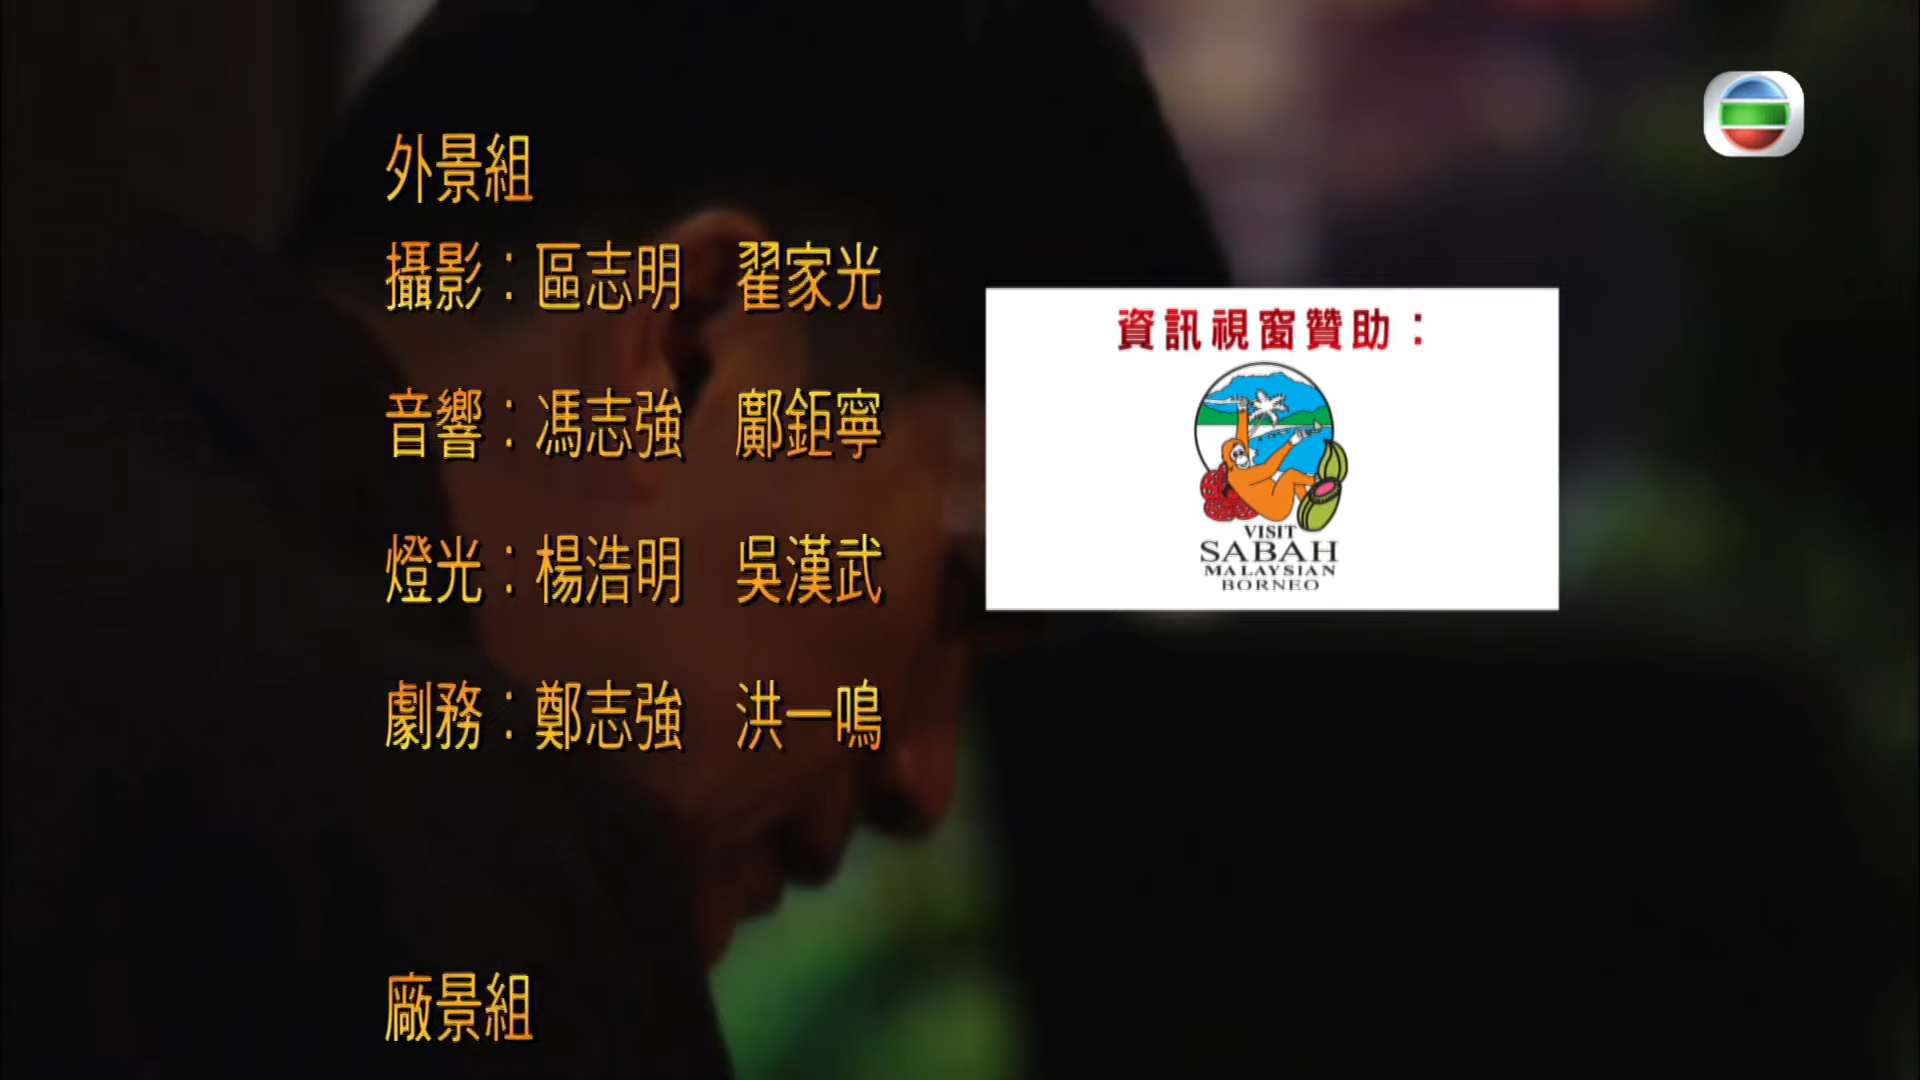 外景組
攝影：區志明　翟家光
音響：馮志強　鄺鉅寧
燈光：楊浩明　吳漢武
劇務：鄭志強　洪一鳴
廠景組
資訊視窗贊助：
VISIT
SABAH
MALAYSIAN
BORNEO